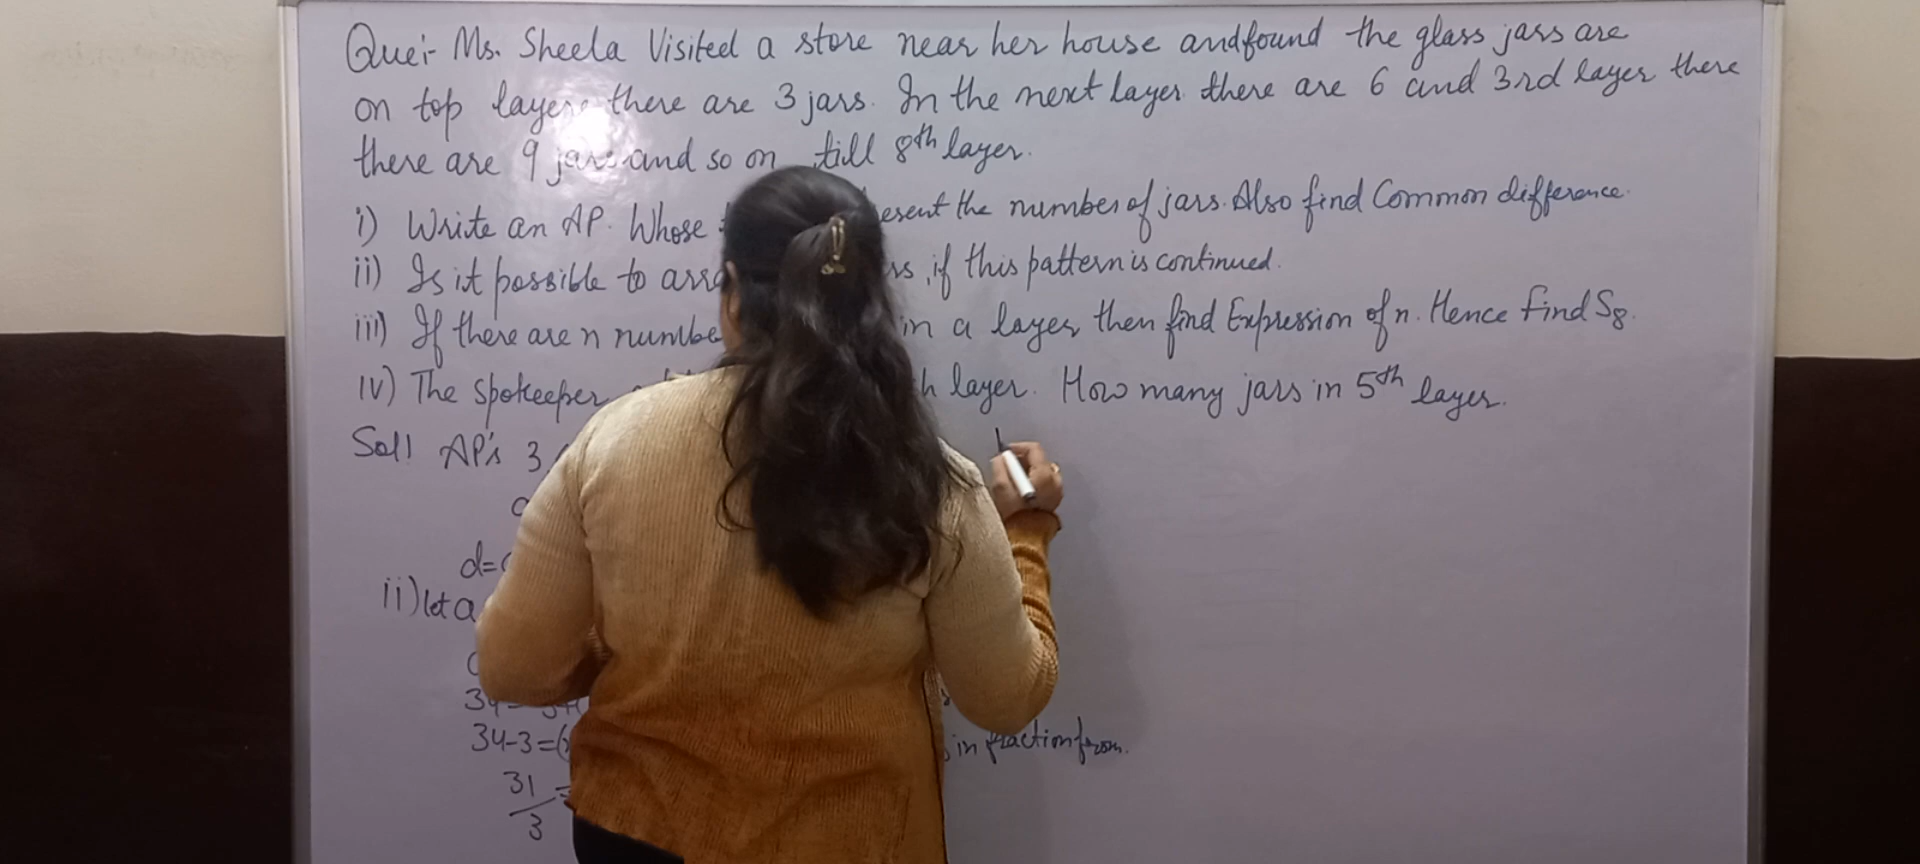 Que:- Ms. Sheela Visited a store near her house and found the glass jars are
on top layer there are 3 jars. In the next layer there are 6 and 3rd layer there
there are 9 jars and so on till 8th layer.
i) Write an AP. Whose esent the number of jars. Also find Common difference.
ii) Is it possible to arra rs, if this pattern is continued.
iii) If there are n numbe in a layer then find Expression of n. Hence find S8.
IV) The Spokeeper h layer. How many jars in 5th layer.
Sol! AP's 3,
d=
ii) let a
34= 3+(
34-3=(
in fraction from.
31/3 =